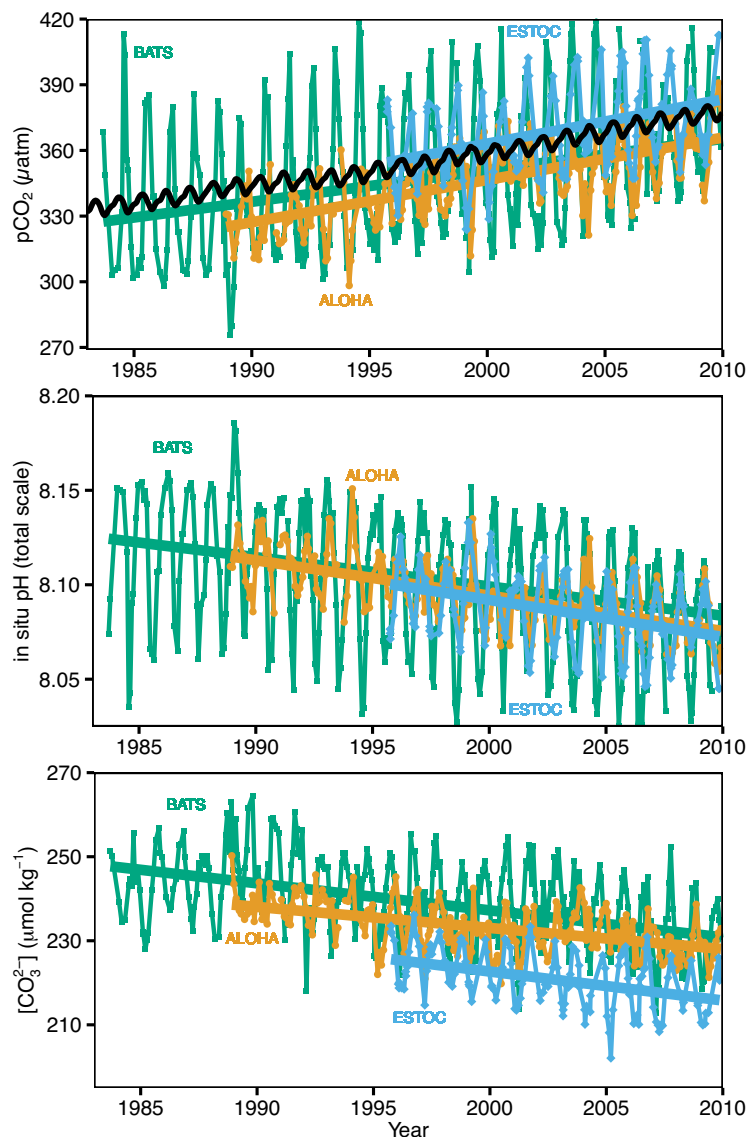 420
390
360
330
300
270
pCO₂ (µatm)
BATS
ESTOC
ALOHA
1985 1990 1995 2000 2005 2010
8.20
8.15
8.10
8.05
in situ pH (total scale)
BATS
ALOHA
ESTOC
1985 1990 1995 2000 2005 2010
270
250
230
210
[CO₃²⁻] (µmol kg⁻¹)
BATS
ALOHA
ESTOC
1985 1990 1995 2000 2005 2010
Year